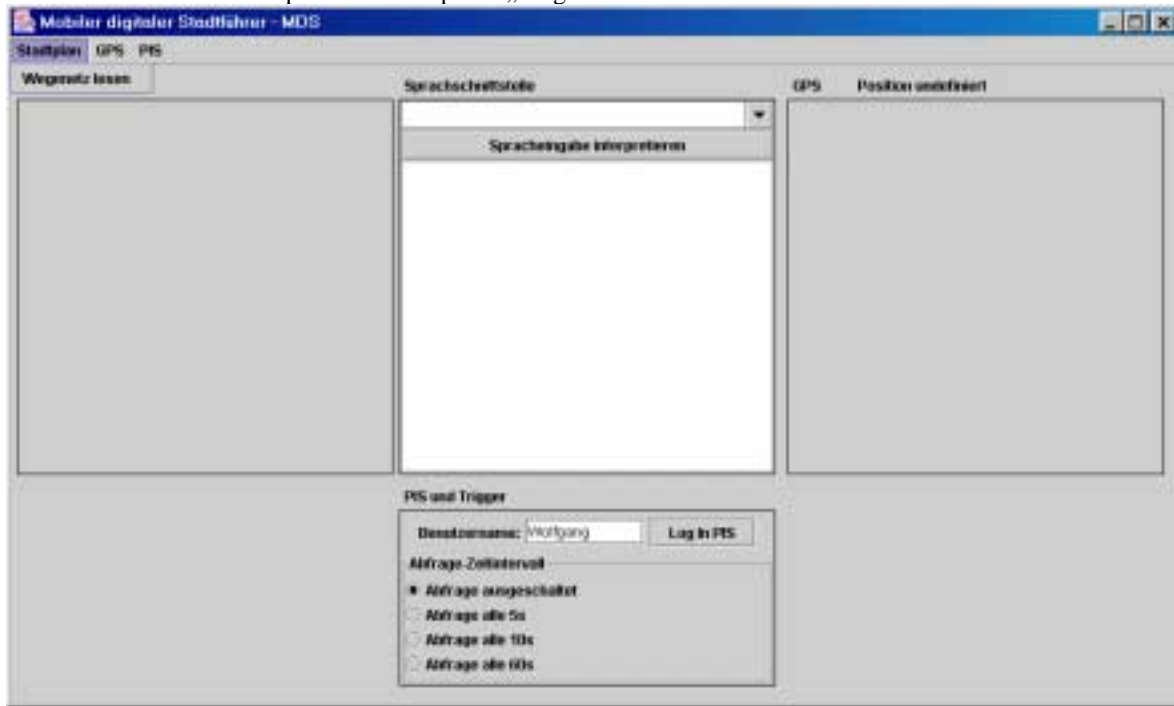 Mobiler digitaler Stadtführer - MDS
Stadtplan GPS PIS
Wegenetz lesen
Sprachschnittstelle
GPS Position undefiniert
Spracheingabe interpretieren
PIS und Trigger
Benutzername: Wolfgang Log In PIS
Abfrage-Zeitintervall
Abfrage ausgeschaltet
Abfrage alle 5s
Abfrage alle 10s
Abfrage alle 60s